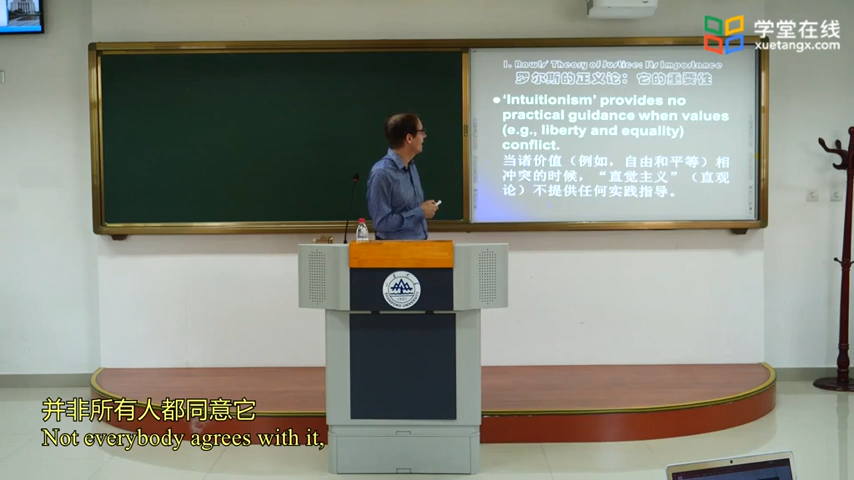 学堂在线
xuetangx.com
I. Rawls' Theory of Justice: Its Importance
罗尔斯的正义论：它的重要性
●'Intuitionism' provides no
practical guidance when values
(e.g., liberty and equality)
conflict.
当诸价值（例如，自由和平等）相
冲突的时候，“直觉主义”（直观
论）不提供任何实践指导。
并非所有人都同意它
Not everybody agrees with it,